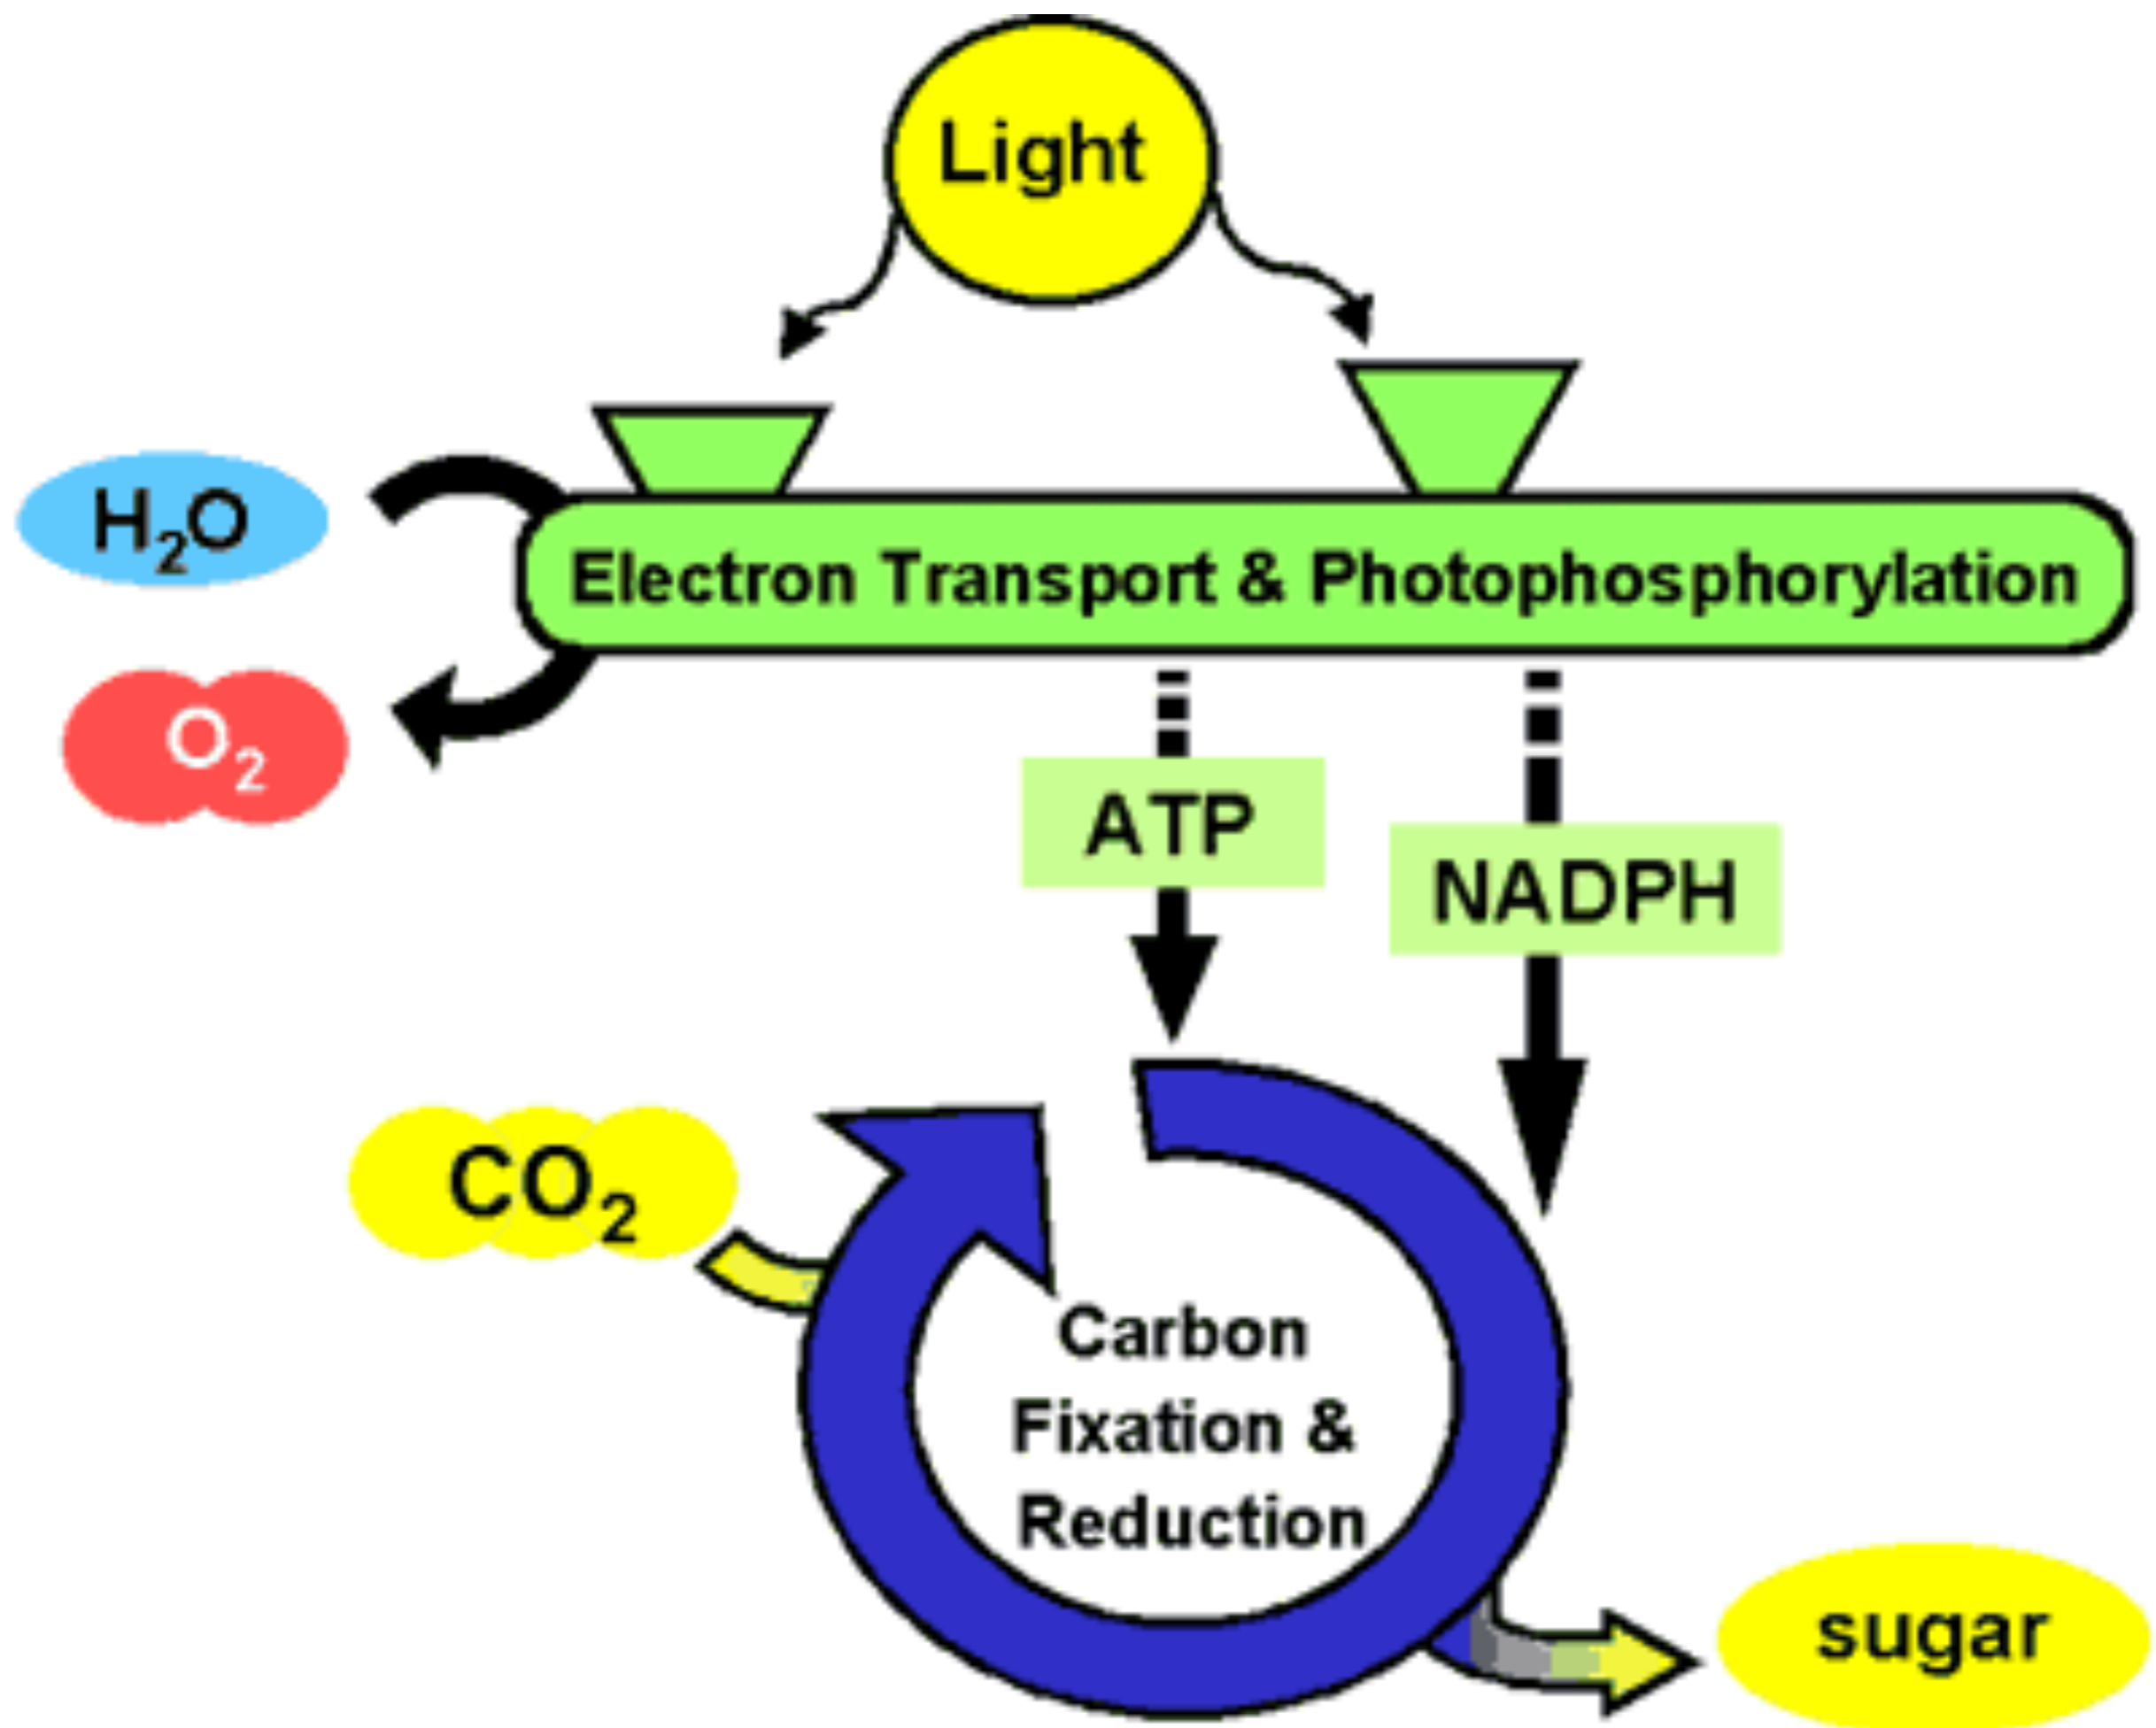 Light
H₂O
Electron Transport & Photophosphorylation
O₂
ATP
NADPH
CO₂
Carbon
Fixation &
Reduction
sugar